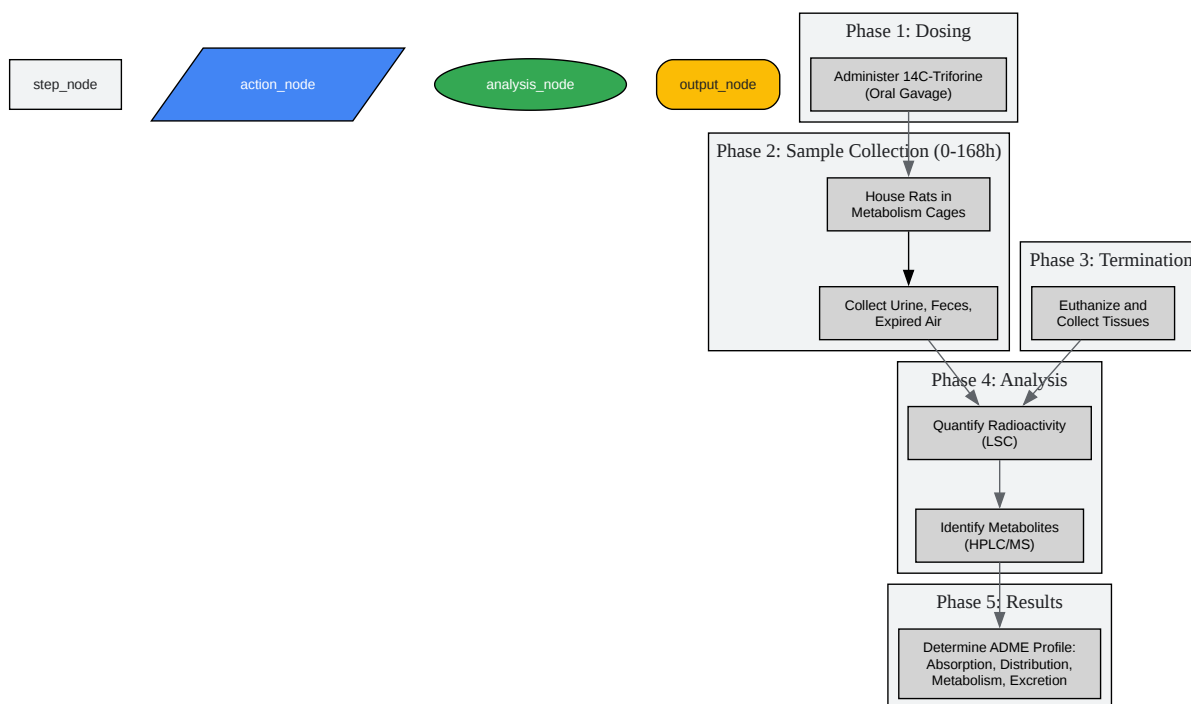 step_node
action_node
analysis_node
output_node
Phase 1: Dosing
Administer 14C-Triforine
(Oral Gavage)
Phase 2: Sample Collection (0-168h)
House Rats in
Metabolism Cages
Collect Urine, Feces,
Expired Air
Phase 3: Termination
Euthanize and
Collect Tissues
Phase 4: Analysis
Quantify Radioactivity
(LSC)
Identify Metabolites
(HPLC/MS)
Phase 5: Results
Determine ADME Profile:
Absorption, Distribution,
Metabolism, Excretion